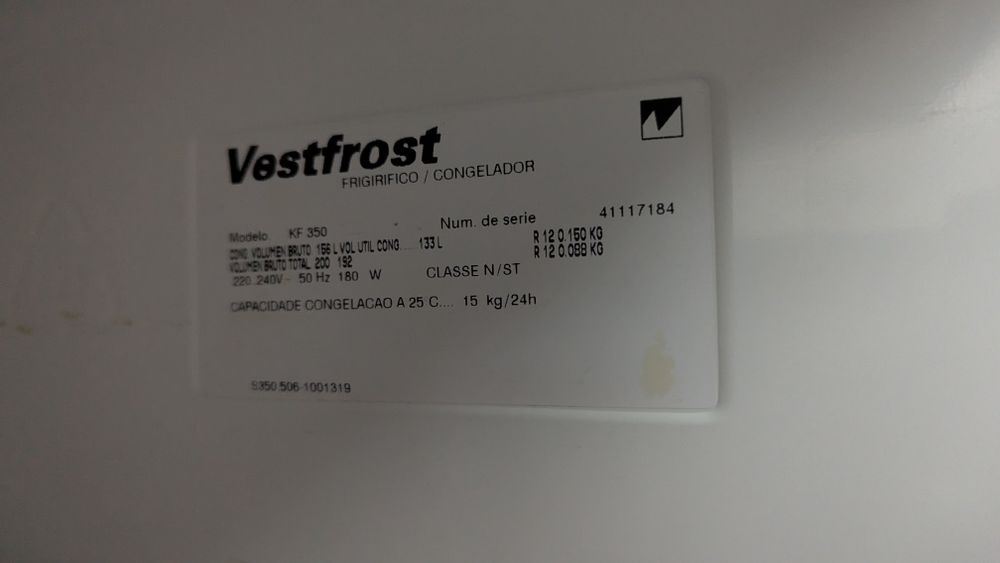 Vestfrost
FRIGIRIFICO / CONGELADOR
Modelo KF 350 Num. de serie 41117184
CONG. VOLUMEN BRUTO 156 L VOL UTIL CONG.... 133 L R 12 0.150 KG
VOLUMEN BRUTO TOTAL 200 192 R 12 0.088 KG
220 240V~ 50 Hz 180 W CLASSE N/ST
CAPACIDADE CONGELACAO A 25 C.... 15 kg/24h
8350 506-1001319